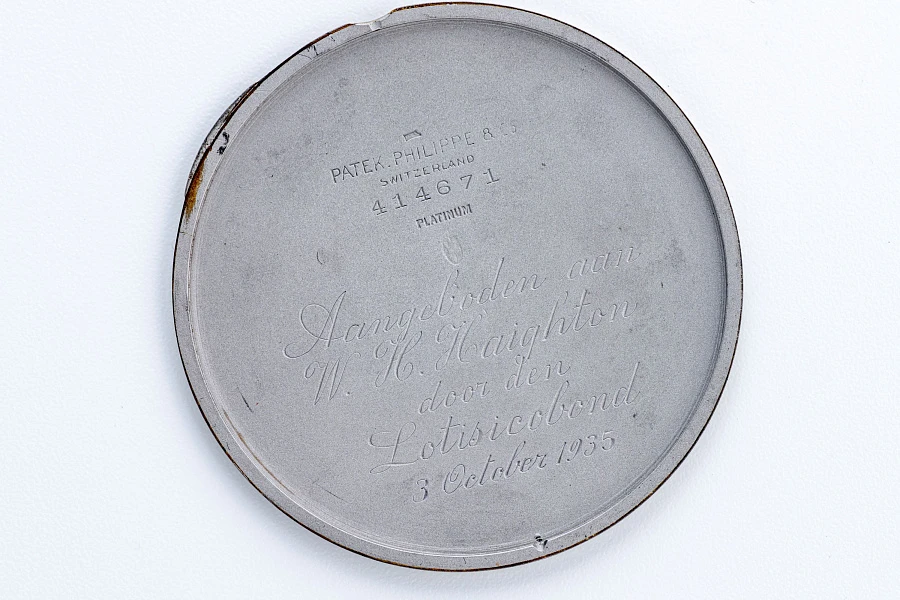 PATEK. PHILIPPE & Co
SWITZERLAND
414671
PLATINUM
Aangeboden aan
W. H. Haighton
door den
Lotisicobond
3 October 1935